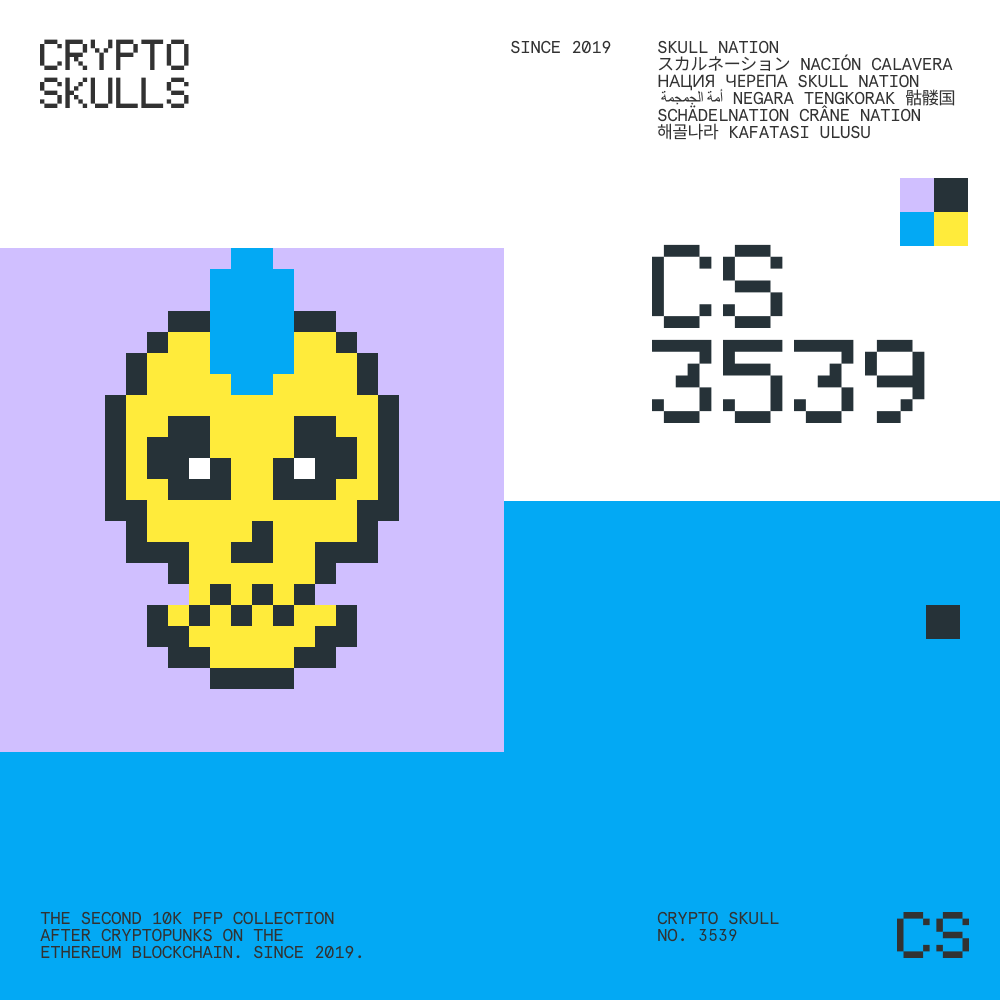 CRYPTO
SKULLS
SINCE 2019
SKULL NATION
スカルネーション NACIÓN CALAVERA
НАЦИЯ ЧЕРЕПА SKULL NATION
أمة الجمجمة NEGARA TENGKORAK 骷髅国
SCHÄDELNATION CRÂNE NATION
해골나라 KAFATASI ULUSU
CS
3539
THE SECOND 10K PFP COLLECTION
AFTER CRYPTOPUNKS ON THE
ETHEREUM BLOCKCHAIN. SINCE 2019.
CRYPTO SKULL
NO. 3539
CS